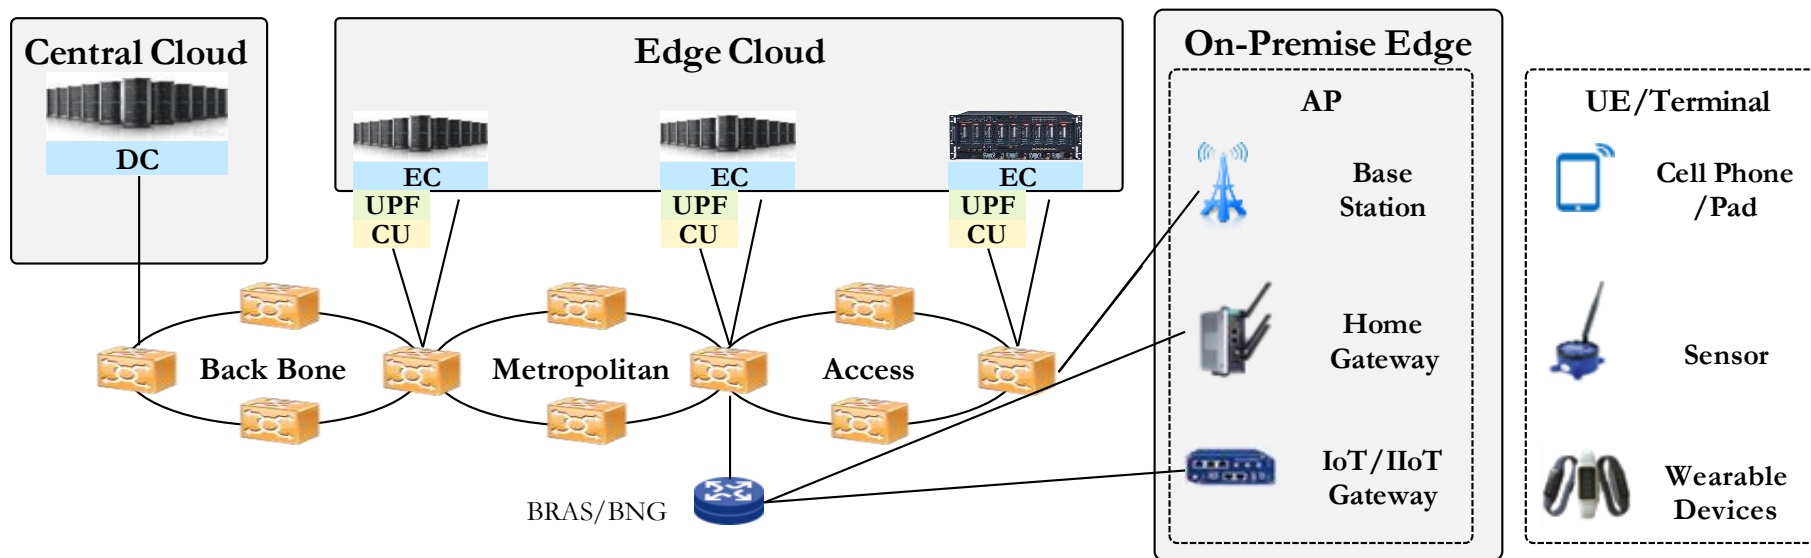 Central Cloud
DC
Edge Cloud
EC
UPF
CU
EC
UPF
CU
EC
UPF
CU
Back Bone
Metropolitan
Access
BRAS/BNG
On-Premise Edge
AP
Base
Station
Home
Gateway
IoT/IIoT
Gateway
UE/Terminal
Cell Phone
/Pad
Sensor
Wearable
Devices